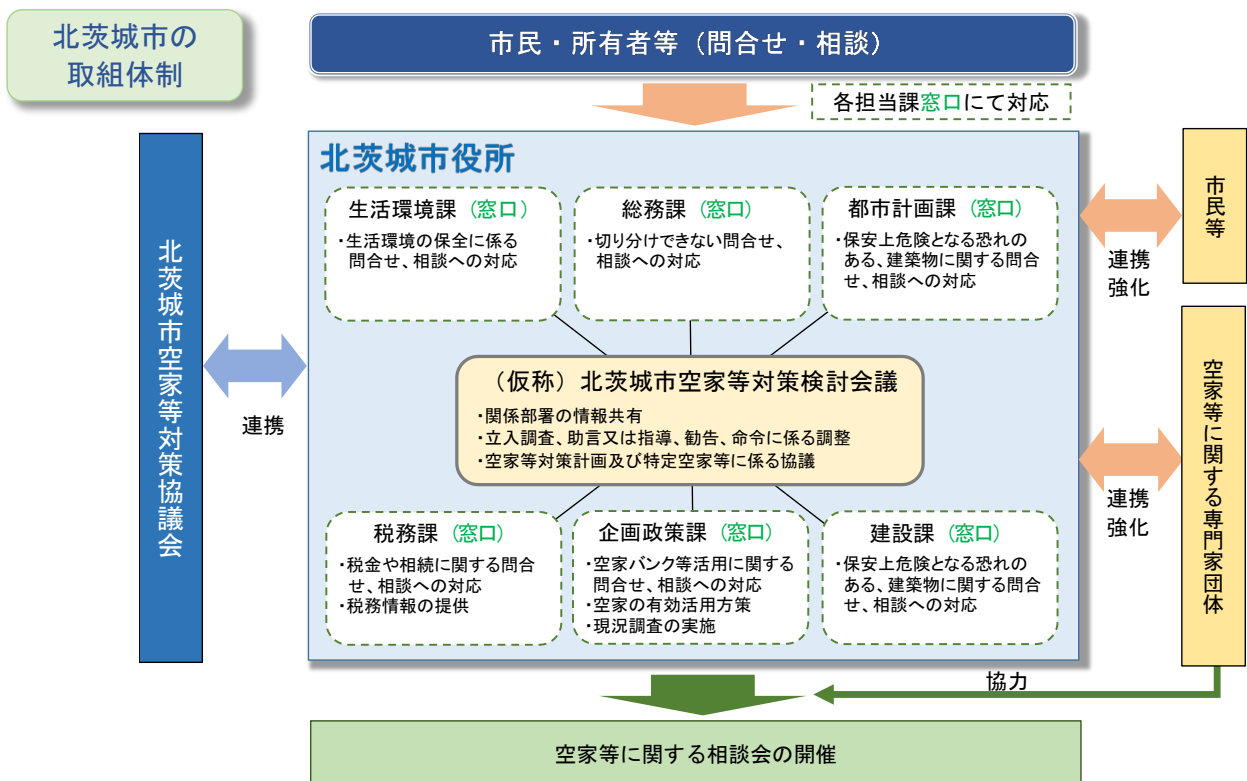 北茨城市の
取組体制
市民・所有者等（問合せ・相談）
各担当課窓口にて対応
北茨城市役所
生活環境課（窓口）
・生活環境の保全に係る
問合せ、相談への対応
総務課（窓口）
・切り分けできない問合せ、
相談への対応
都市計画課（窓口）
・保安上危険となる恐れの
ある、建築物に関する問合
せ、相談への対応
（仮称）北茨城市空家等対策検討会議
・関係部署の情報共有
・立入調査、助言又は指導、勧告、命令に係る調整
・空家等対策計画及び特定空家等に係る協議
税務課（窓口）
・税金や相続に関する問合
せ、相談への対応
・税務情報の提供
企画政策課（窓口）
・空家バンク等活用に関する
問合せ、相談への対応
・空家の有効活用方策
・現況調査の実施
建設課（窓口）
・保安上危険となる恐れの
ある、建築物に関する問合
せ、相談への対応
北茨城市空家等対策協議会
連携
市民等
連携
強化
空家等に関する専門家団体
連携
強化
協力
空家等に関する相談会の開催